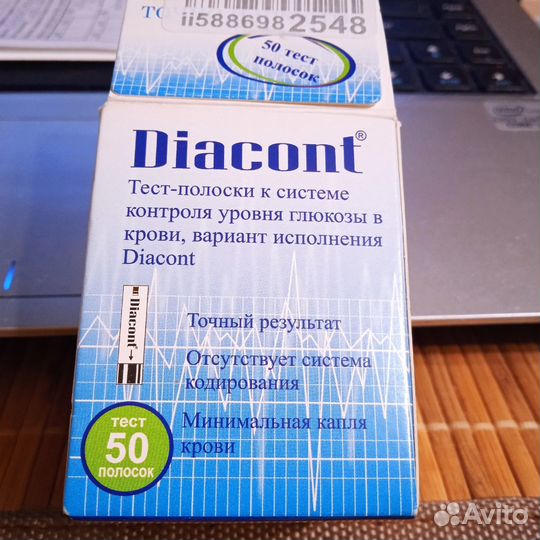 ii5886982548
50 тест
полосок
Diacont®
Тест-полоски к системе
контроля уровня глюкозы в
крови, вариант исполнения
Diacont
Diacont
Точный результат
Отсутствует система
кодирования
Минимальная капля
крови
тест
50
полосок
Avito